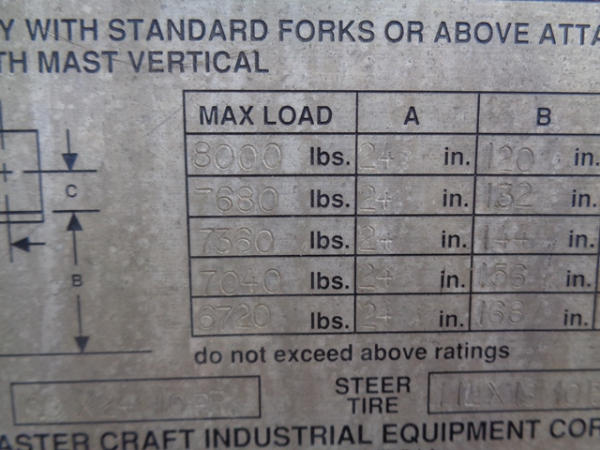 Y WITH STANDARD FORKS OR ABOVE ATTA
TH MAST VERTICAL
MAX LOAD A B
8000 lbs. 24 in. 120 in.
7680 lbs. 24 in. 132 in.
7360 lbs. 24 in. 144 in.
7040 lbs. 24 in. 156 in.
6720 lbs. 24 in. 168 in.
C
B
do not exceed above ratings
STEER
TIRE
ASTER CRAFT INDUSTRIAL EQUIPMENT COR